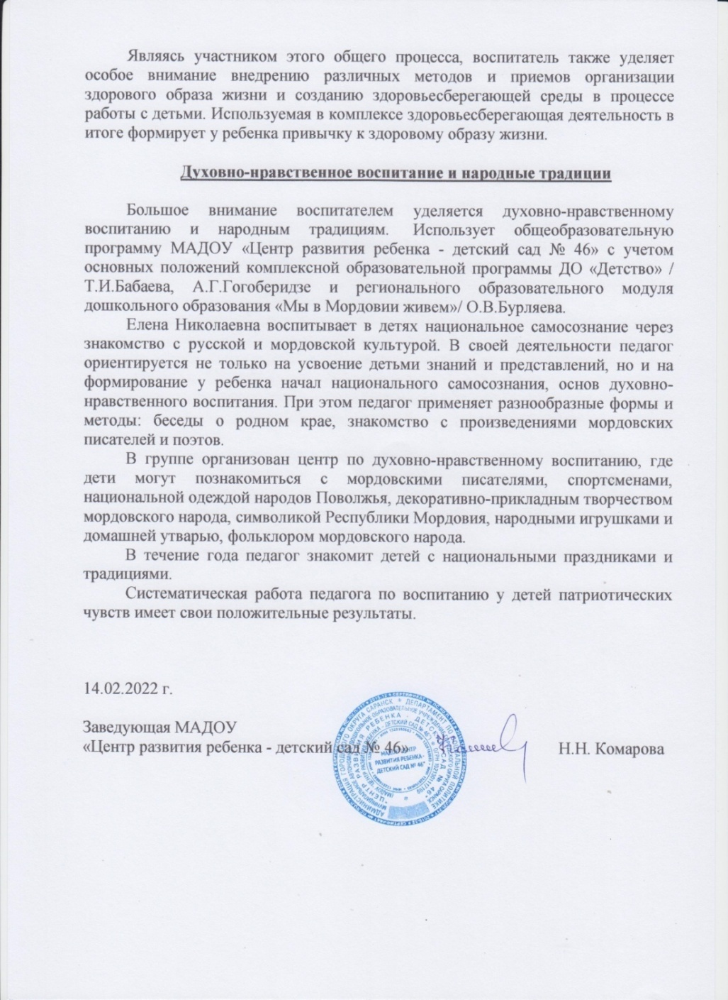 Являясь участником этого общего процесса, воспитатель также уделяет
особое внимание внедрению различных методов и приемов организации
здорового образа жизни и созданию здоровьесберегающей среды в процессе
работы с детьми. Используемая в комплексе здоровьесберегающая деятельность в
итоге формирует у ребенка привычку к здоровому образу жизни.
Духовно-нравственное воспитание и народные традиции
Большое внимание воспитателем уделяется духовно-нравственному
воспитанию и народным традициям. Использует общеобразовательную
программу МАДОУ «Центр развития ребенка - детский сад № 46» с учетом
основных положений комплексной образовательной программы ДО «Детство» /
Т.И.Бабаева, А.Г.Гогоберидзе и регионального образовательного модуля
дошкольного образования «Мы в Мордовии живем»/ О.В.Бурляева.
Елена Николаевна воспитывает в детях национальное самосознание через
знакомство с русской и мордовской культурой. В своей деятельности педагог
ориентируется не только на усвоение детьми знаний и представлений, но и на
формирование у ребенка начал национального самосознания, основ духовно-
нравственного воспитания. При этом педагог применяет разнообразные формы и
методы: беседы о родном крае, знакомство с произведениями мордовских
писателей и поэтов.
В группе организован центр по духовно-нравственному воспитанию, где
дети могут познакомиться с мордовскими писателями, спортсменами,
национальной одеждой народов Поволжья, декоративно-прикладным творчеством
мордовского народа, символикой Республики Мордовия, народными игрушками и
домашней утварью, фольклором мордовского народа.
В течение года педагог знакомит детей с национальными праздниками и
традициями.
Систематическая работа педагога по воспитанию у детей патриотических
чувств имеет свои положительные результаты.
14.02.2022 г.
Заведующая МАДОУ
«Центр развития ребенка - детский сад № 46» Н.Н. Комарова
РАЗВИТИЯ РЕБЕНКА -
ДЕТСКИЙ САД № 46"